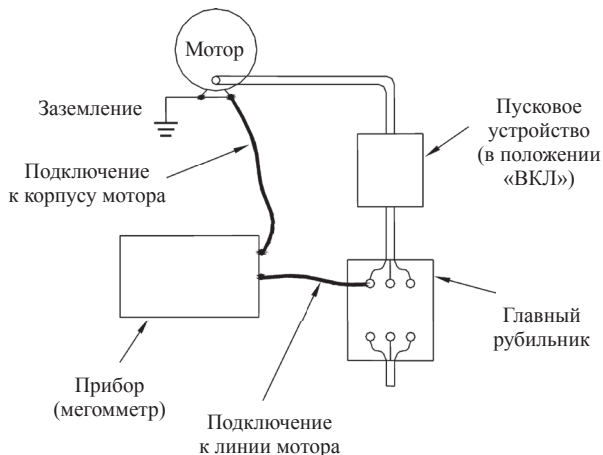 Мотор
Заземление
Пусковое
устройство
(в положении
«ВКЛ»)
Подключение
к корпусу мотора
Главный
рубильник
Прибор
(мегомметр)
Подключение
к линии мотора